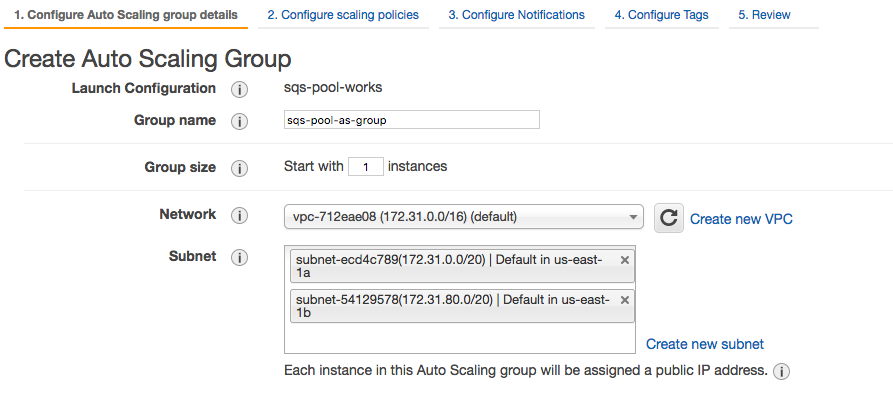 1. Configure Auto Scaling group details 2. Configure scaling policies 3. Configure Notifications 4. Configure Tags 5. Review
Create Auto Scaling Group
Launch Configuration i sqs-pool-works
Group name i sqs-pool-as-group
Group size i Start with 1 instances
Network i vpc-712eae08 (172.31.0.0/16) (default) Create new VPC
Subnet i subnet-ecd4c789(172.31.0.0/20) | Default in us-east- ×
1a
subnet-54129578(172.31.80.0/20) | Default in us-east- ×
1b
Create new subnet
Each instance in this Auto Scaling group will be assigned a public IP address. i